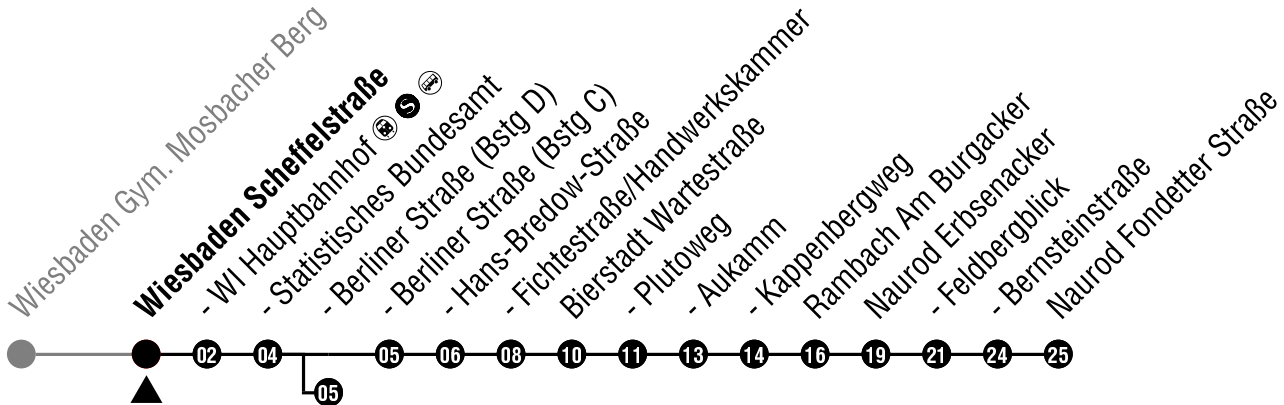 Wiesbaden Gym. Mosbacher Berg
Wiesbaden Scheffelstraße
- WI Hauptbahnhof S
- Statistisches Bundesamt
- Berliner Straße (Bstg D)
- Berliner Straße (Bstg C)
- Hans-Bredow-Straße
- Fichtestraße/Handwerkskammer
Bierstadt Wartestraße
- Plutoweg
- Aukamm
- Kappenbergweg
Rambach Am Burgacker
Naurod Erbsenacker
- Feldbergblick
- Bernsteinstraße
Naurod Fondetter Straße
02 04 05 06 08 10 11 13 14 16 19 21 24 25
05